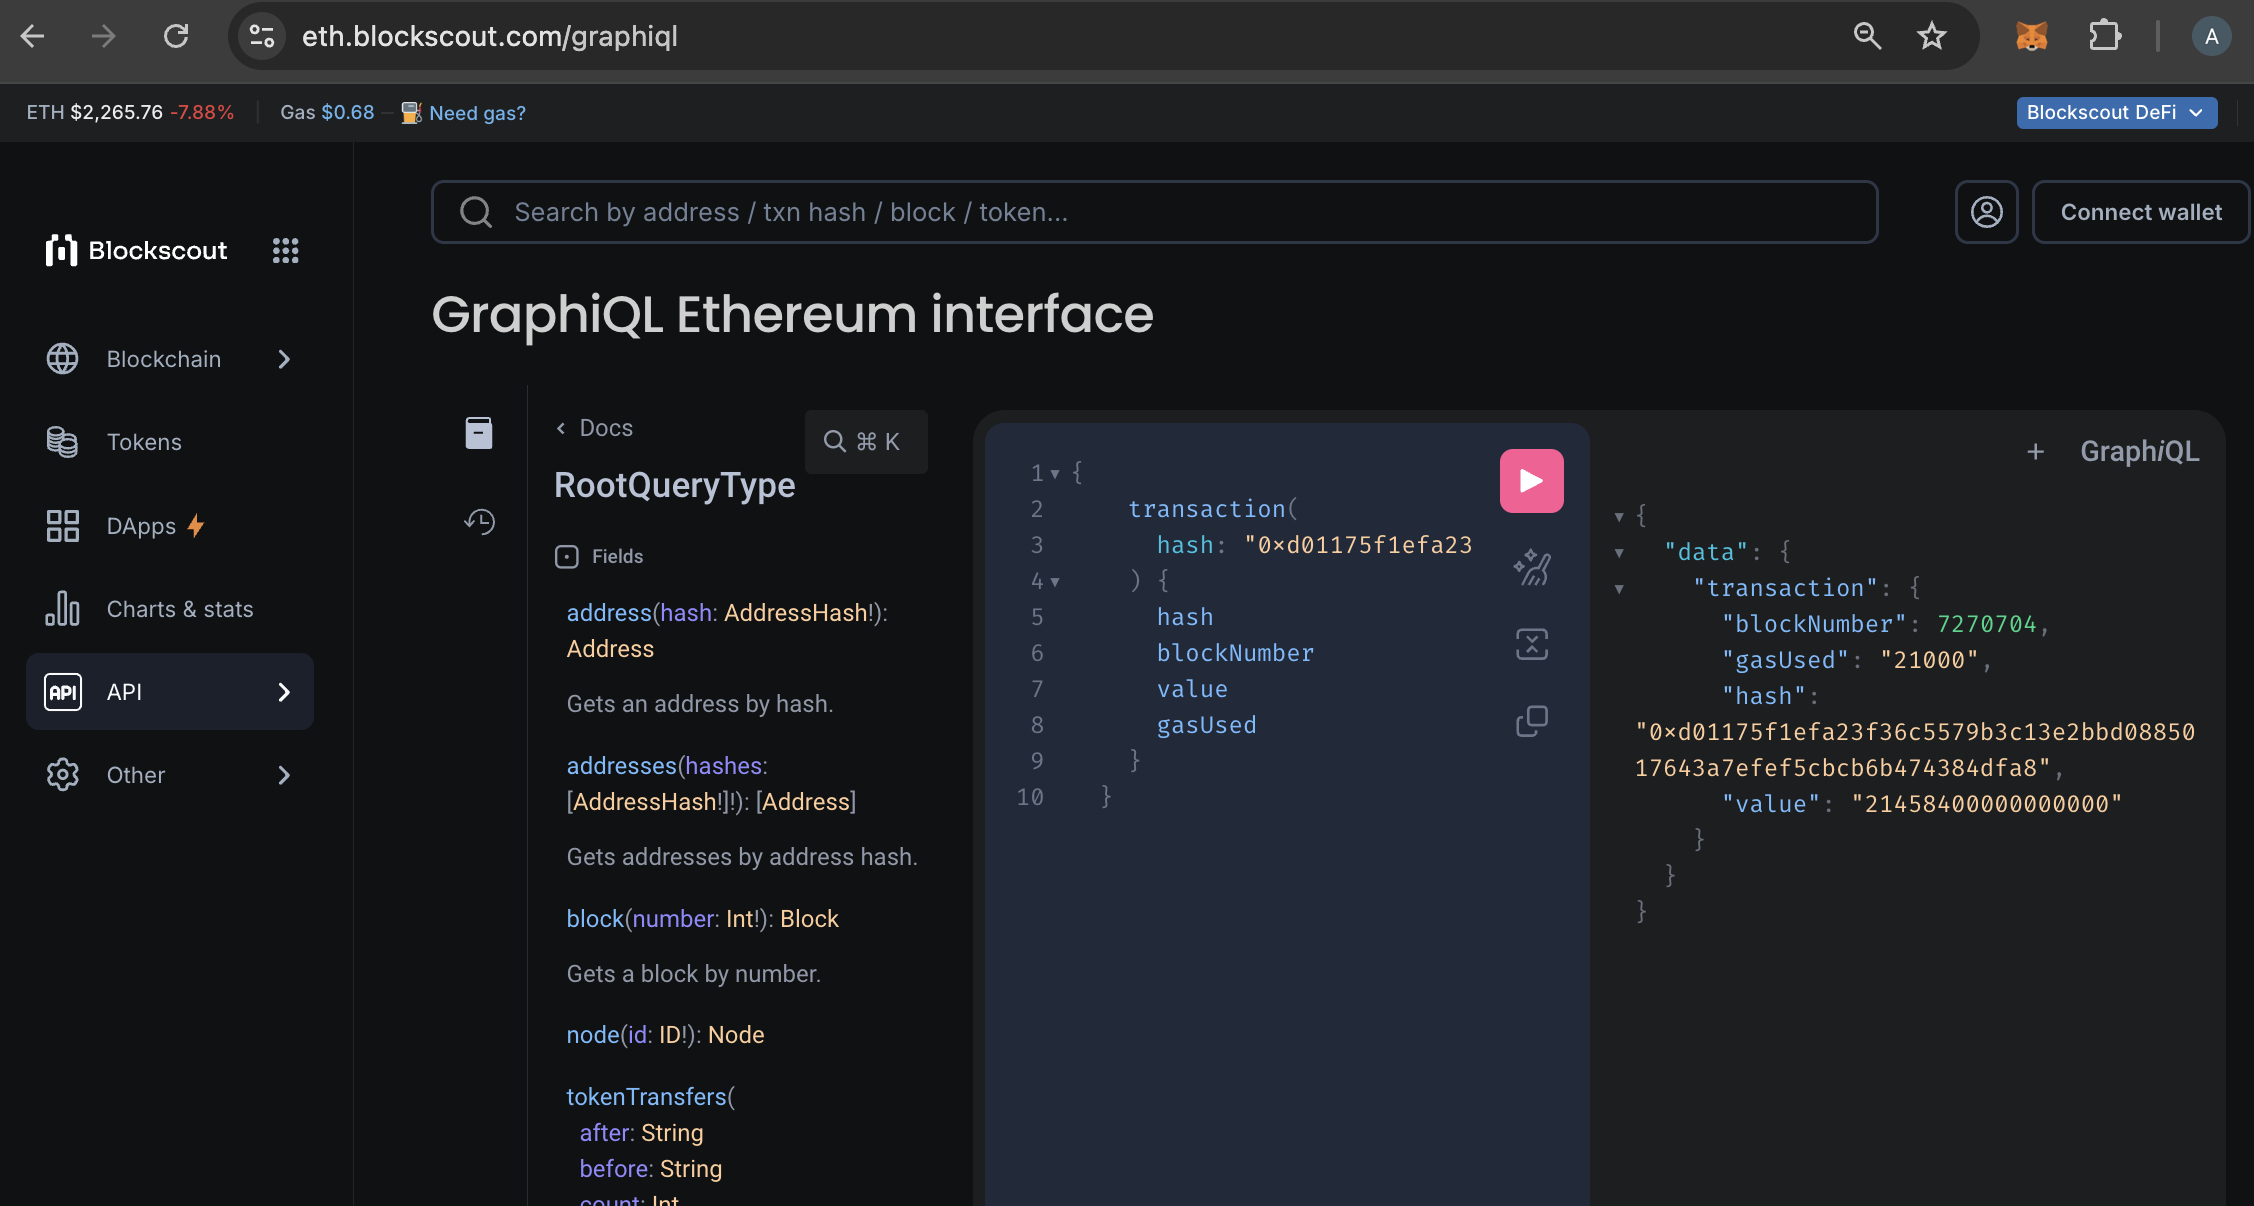 eth.blockscout.com/graphiql
A
ETH $2,265.76 -7.88% Gas $0.68 Need gas?
Blockscout DeFi
Blockscout
Blockchain
Tokens
DApps
Charts & stats
API
API
Other
Search by address / txn hash / block / token...
Connect wallet
GraphiQL Ethereum interface
Docs
⌘ K
RootQueryType
Fields
address(hash: AddressHash!):
Address
Gets an address by hash.
addresses(hashes:
[AddressHash!]!): [Address]
Gets addresses by address hash.
block(number: Int!): Block
Gets a block by number.
node(id: ID!): Node
tokenTransfers(
after: String
before: String
count: Int
1 {
2 transaction(
3 hash: "0xd01175f1efa23
4 ) {
5 hash
6 blockNumber
7 value
8 gasUsed
9 }
10 }
+ GraphiQL
{
"data": {
"transaction": {
"blockNumber": 7270704,
"gasUsed": "21000",
"hash":
"0xd01175f1efa23f36c5579b3c13e2bbd08850
17643a7efef5cbcb6b474384dfa8",
"value": "21458400000000000"
}
}
}